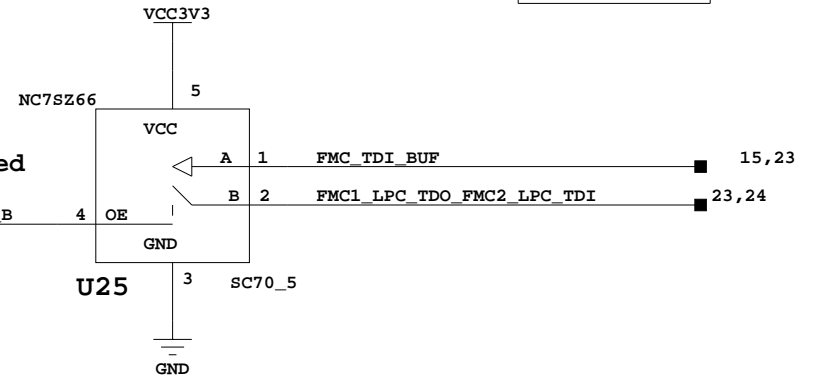 VCC3V3
5
NC7SZ66
VCC
ed
A 1 FMC_TDI_BUF 15,23
B 2 FMC1_LPC_TDO_FMC2_LPC_TDI 23,24
B 4 OE
GND
U25 3 SC70_5
GND